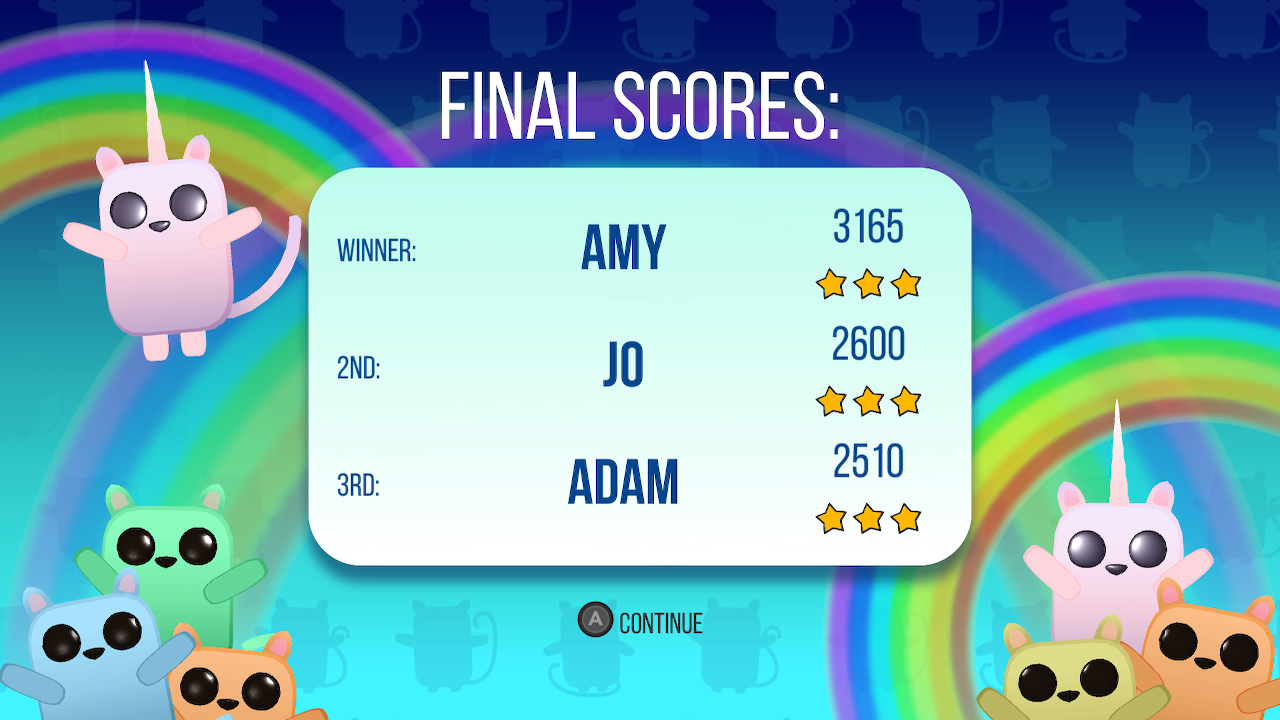 FINAL SCORES:
WINNER: AMY 3165
2ND: JO 2600
3RD: ADAM 2510
A CONTINUE